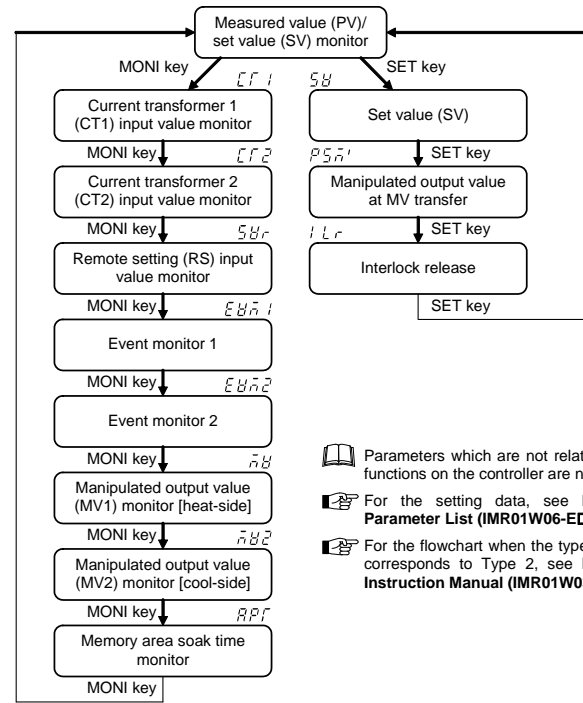 Measured value (PV)/
set value (SV) monitor
MONI key
SET key
CT1
Current transformer 1
(CT1) input value monitor
MONI key
CT2
Current transformer 2
(CT2) input value monitor
MONI key
Remote setting (RS) input
value monitor
MONI key
Event monitor 1
MONI key
Event monitor 2
MONI key
Manipulated output value
(MV1) monitor [heat-side]
MONI key
Manipulated output value
(MV2) monitor [cool-side]
MONI key
Memory area soak time
monitor
MONI key
Set value (SV)
SET key
Manipulated output value
at MV transfer
SET key
Interlock release
SET key
Parameters which are not
functions on the controller are
For the setting data, see
Parameter List
For the flowchart when the type
corresponds to Type 2, see
Instruction Manual